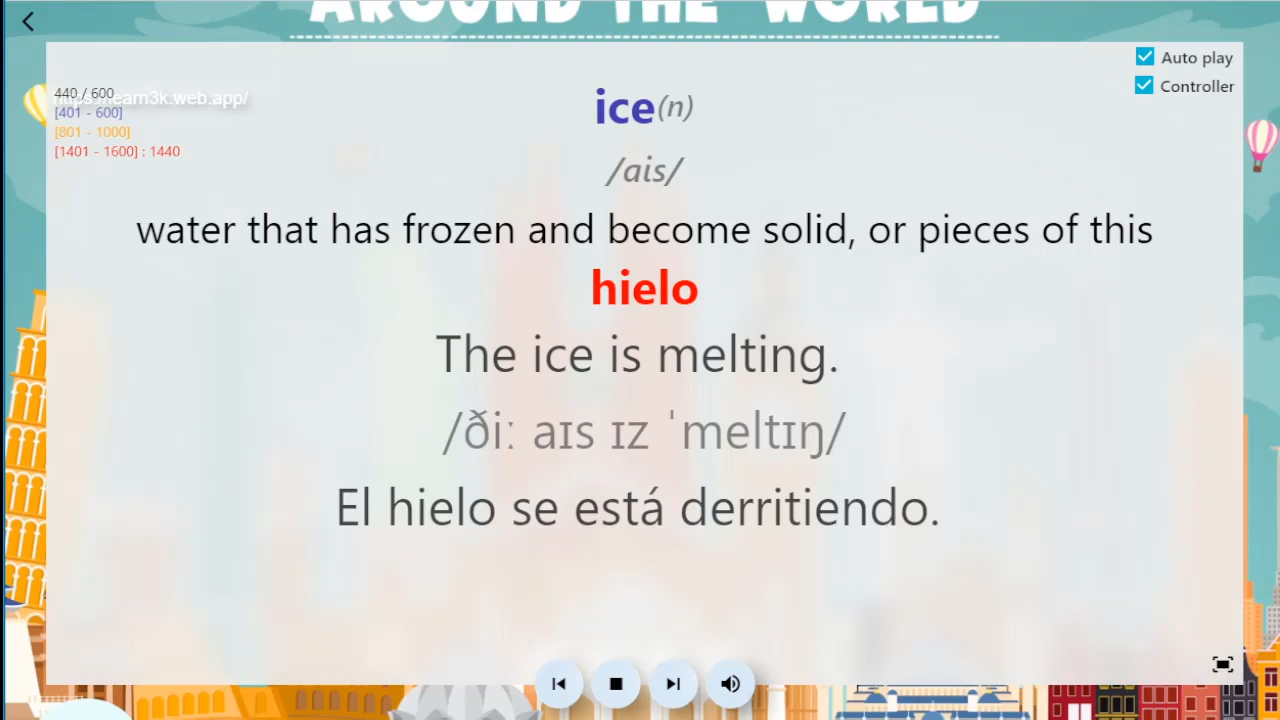 AROUND THE WORLD
Auto play
Controller
440 / 600
https://learn3k.web.app/
[401 - 600]
[801 - 1000]
[1401 - 1600] : 1440
ice(n)
/ais/
water that has frozen and become solid, or pieces of this
hielo
The ice is melting.
/ðiː aɪs ɪz ˈmeltɪŋ/
El hielo se está derritiendo.